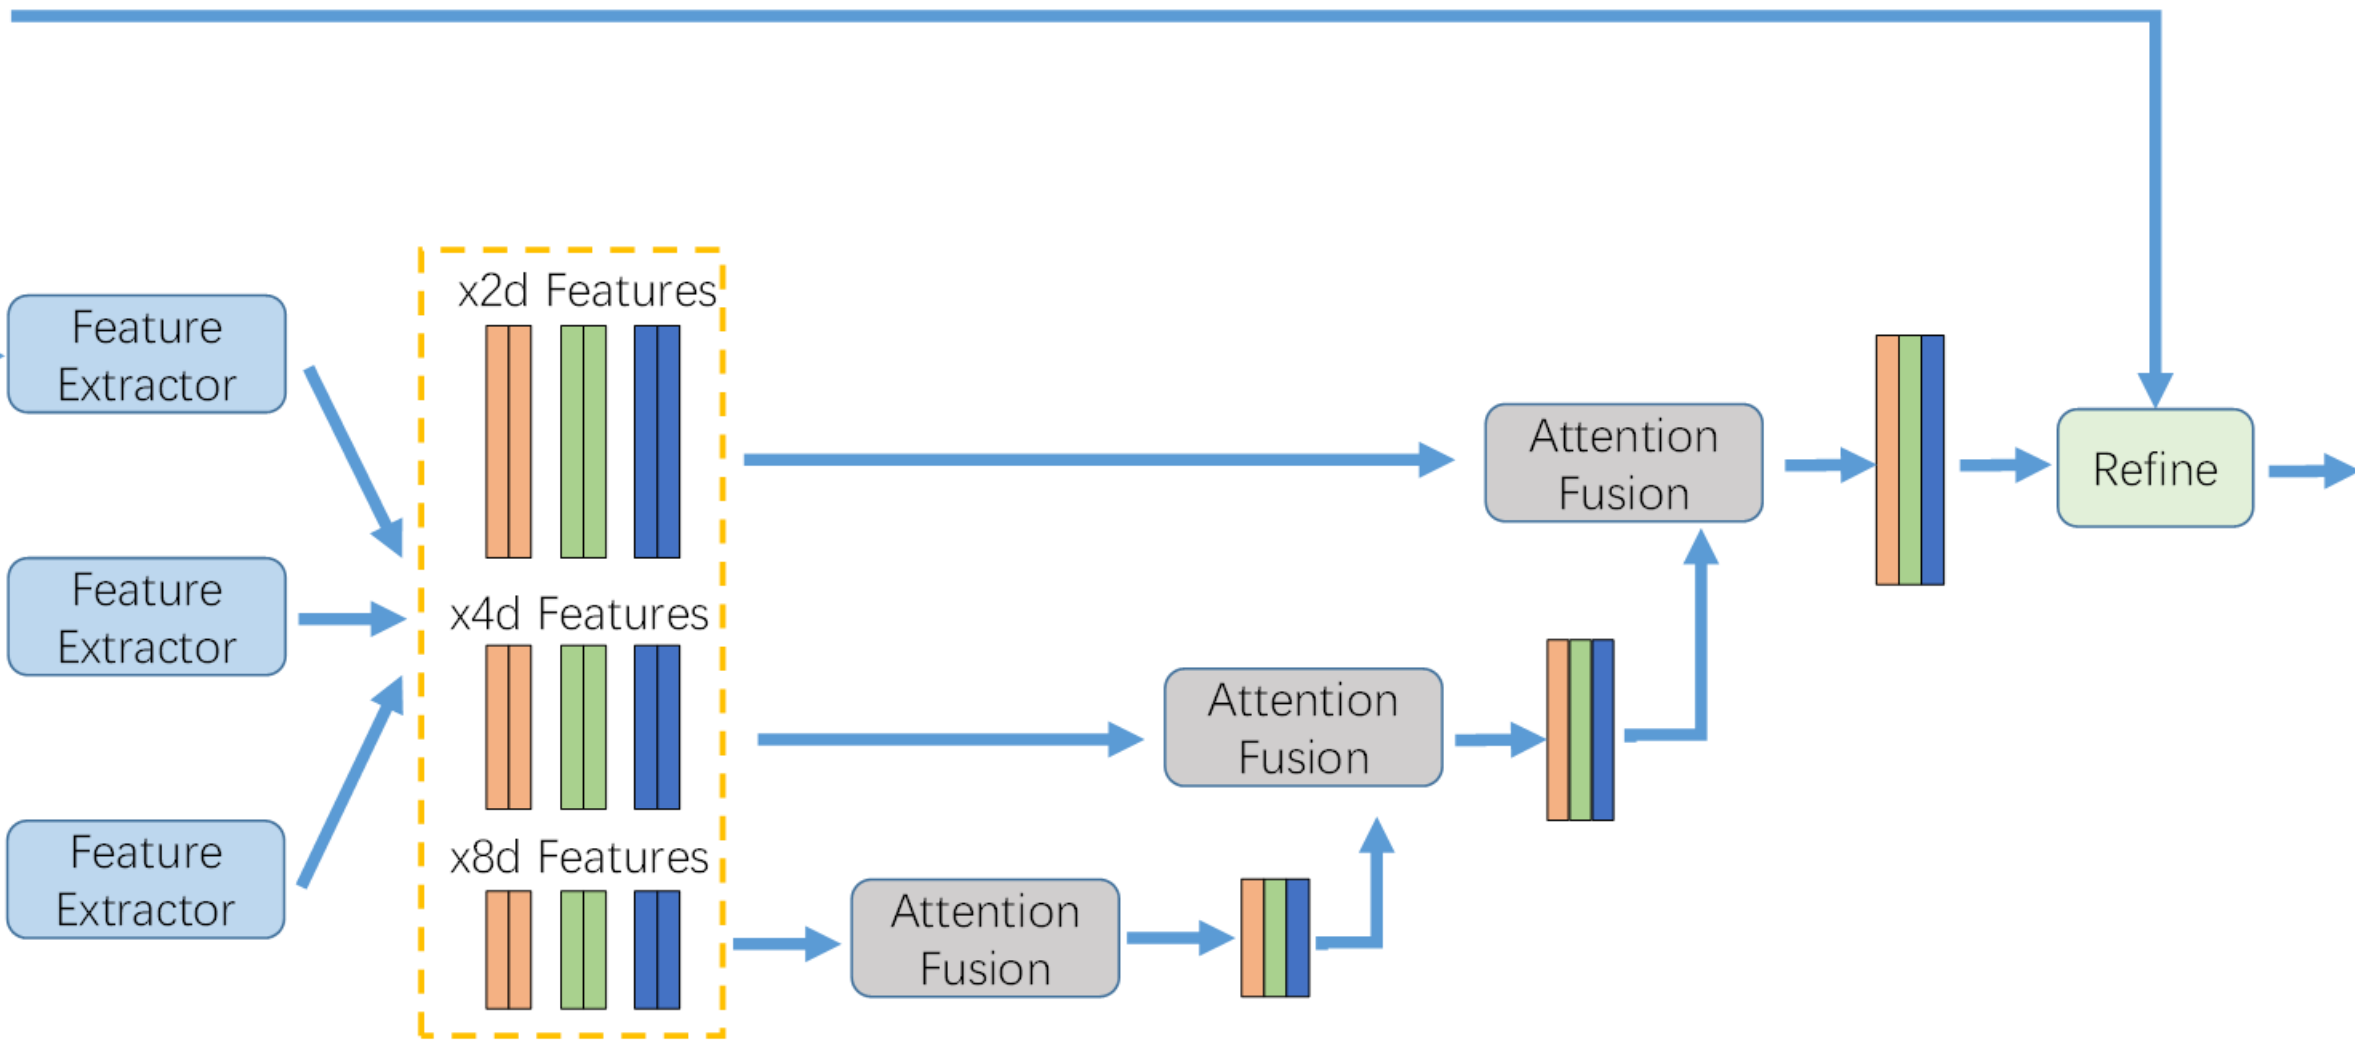 Feature
Extractor
Feature
Extractor
Feature
Extractor
x2d Features
x4d Features
x8d Features
Attention
Fusion
Attention
Fusion
Attention
Fusion
Refine